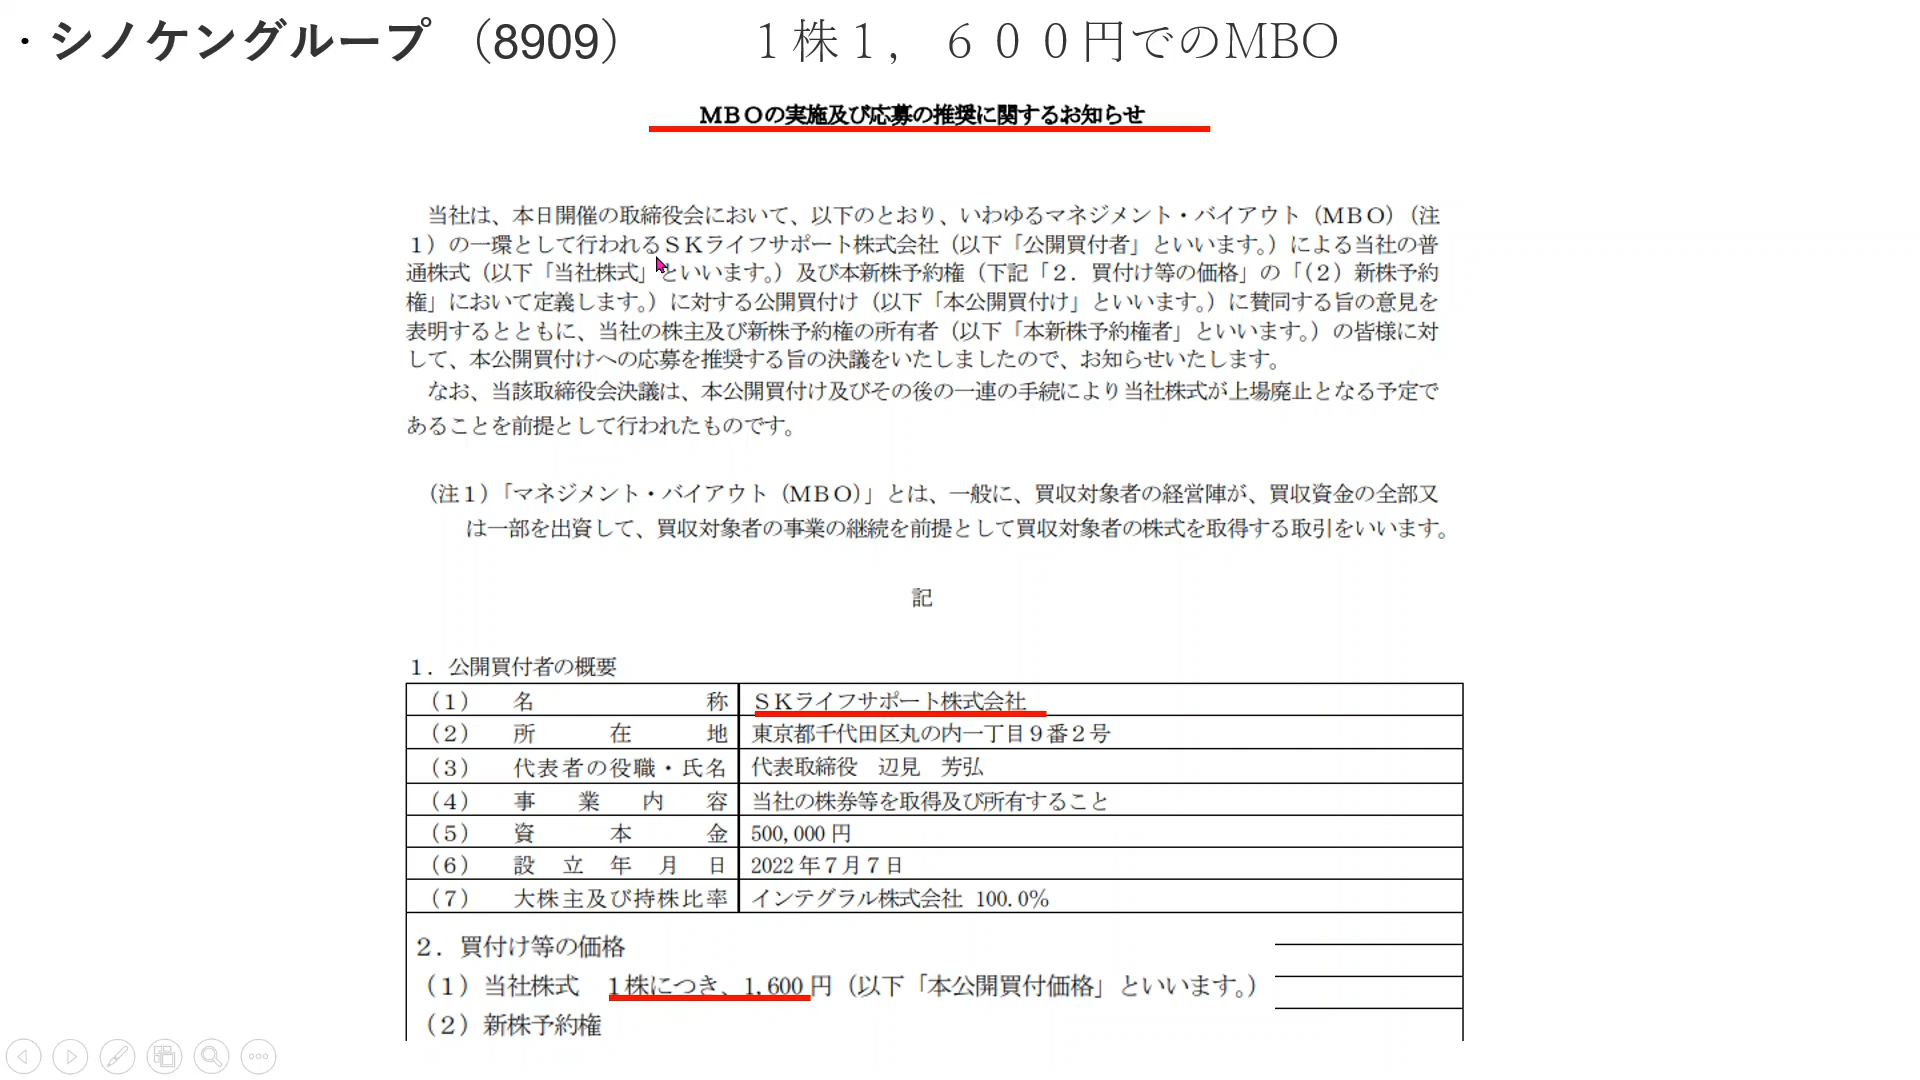 ・シノケングループ （8909）　　１株１，６００円でのMBO
ＭＢＯの実施及び応募の推奨に関するお知らせ
当社は、本日開催の取締役会において、以下のとおり、いわゆるマネジメント・バイアウト（ＭＢＯ）（注
１）の一環として行われるＳＫライフサポート株式会社（以下「公開買付者」といいます。）による当社の普
通株式（以下「当社株式」といいます。）及び本新株予約権（下記「２．買付け等の価格」の「（２）新株予約
権」において定義します。）に対する公開買付け（以下「本公開買付け」といいます。）に賛同する旨の意見を
表明するとともに、当社の株主及び新株予約権の所有者（以下「本新株予約権者」といいます。）の皆様に対
して、本公開買付けへの応募を推奨する旨の決議をいたしましたので、お知らせいたします。
なお、当該取締役会決議は、本公開買付け及びその後の一連の手続により当社株式が上場廃止となる予定で
あることを前提として行われたものです。
（注１）「マネジメント・バイアウト（ＭＢＯ）」とは、一般に、買収対象者の経営陣が、買収資金の全部又
は一部を出資して、買収対象者の事業の継続を前提として買収対象者の株式を取得する取引をいいます。
記
１．公開買付者の概要
（１）　名称　ＳＫライフサポート株式会社
（２）　所在地　東京都千代田区丸の内一丁目９番２号
（３）　代表者の役職・氏名　代表取締役　辺見　芳弘
（４）　事業内容　当社の株券等を取得及び所有すること
（５）　資本金　500,000 円
（６）　設立年月日　2022 年７月７日
（７）　大株主及び持株比率　インテグラル株式会社 100.0％
２．買付け等の価格
（１）当社株式　１株につき、1,600 円（以下「本公開買付価格」といいます。）
（２）新株予約権